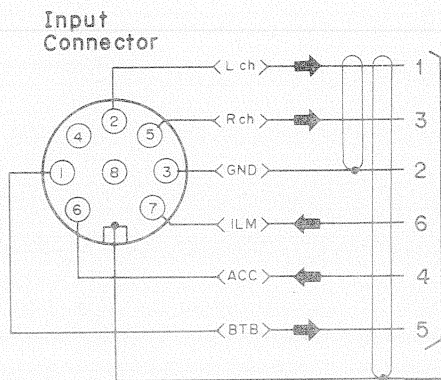 Input
Connector
L ch 1
2
4 5 R ch 3
1 8 3 GND 2
6 7 ILM 6
ACC 4
BTB 5